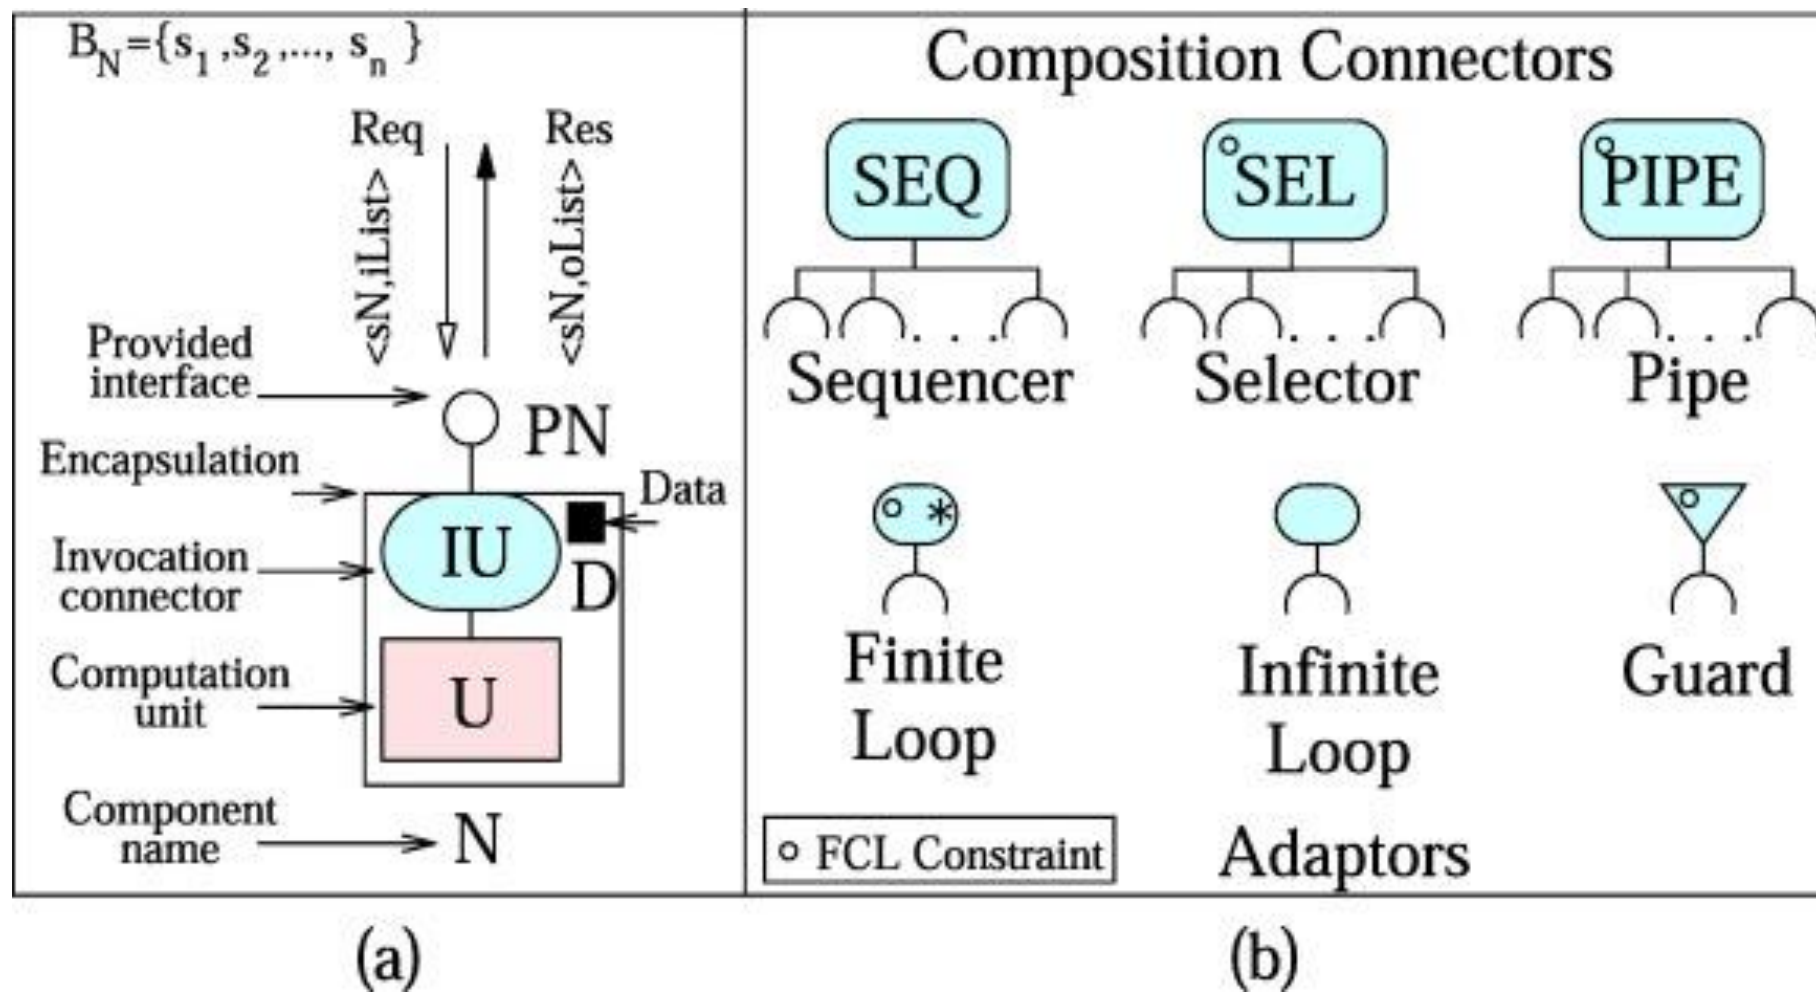 B_N={s_1,s_2,..., s_n}
Req
Res
<sN,iList>
<sN,oList>
Provided
interface
PN
Encapsulation
Data
IU
Invocation
connector
D
Computation
unit
U
Component
name
N
(a)
Composition Connectors
SEQ
SEL
PIPE
. . .
. . .
. . .
Sequencer
Selector
Pipe
*
Finite
Loop
Infinite
Loop
Guard
FCL Constraint
Adaptors
(b)